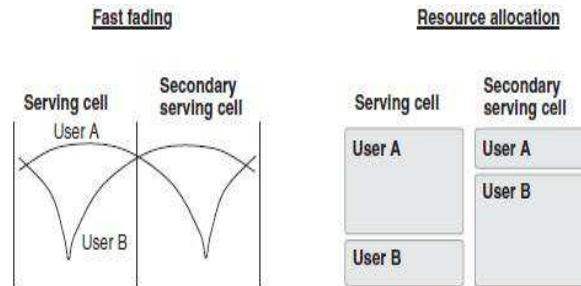 Fast fading
Serving cell
Secondary
serving cell
User A
User B
Resource allocation
Serving cell
Secondary
serving cell
User A
User B
User A
User B